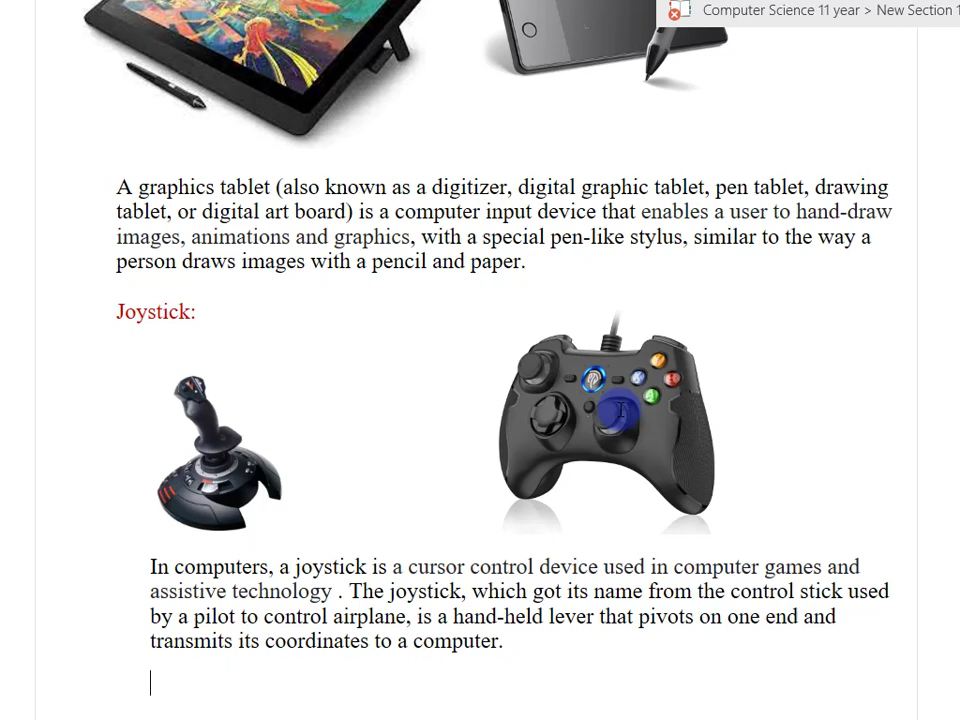 Computer Science 11 year > New Section 1
A graphics tablet (also known as a digitizer, digital graphic tablet, pen tablet, drawing
tablet, or digital art board) is a computer input device that enables a user to hand-draw
images, animations and graphics, with a special pen-like stylus, similar to the way a
person draws images with a pencil and paper.
Joystick:
In computers, a joystick is a cursor control device used in computer games and
assistive technology . The joystick, which got its name from the control stick used
by a pilot to control airplane, is a hand-held lever that pivots on one end and
transmits its coordinates to a computer.